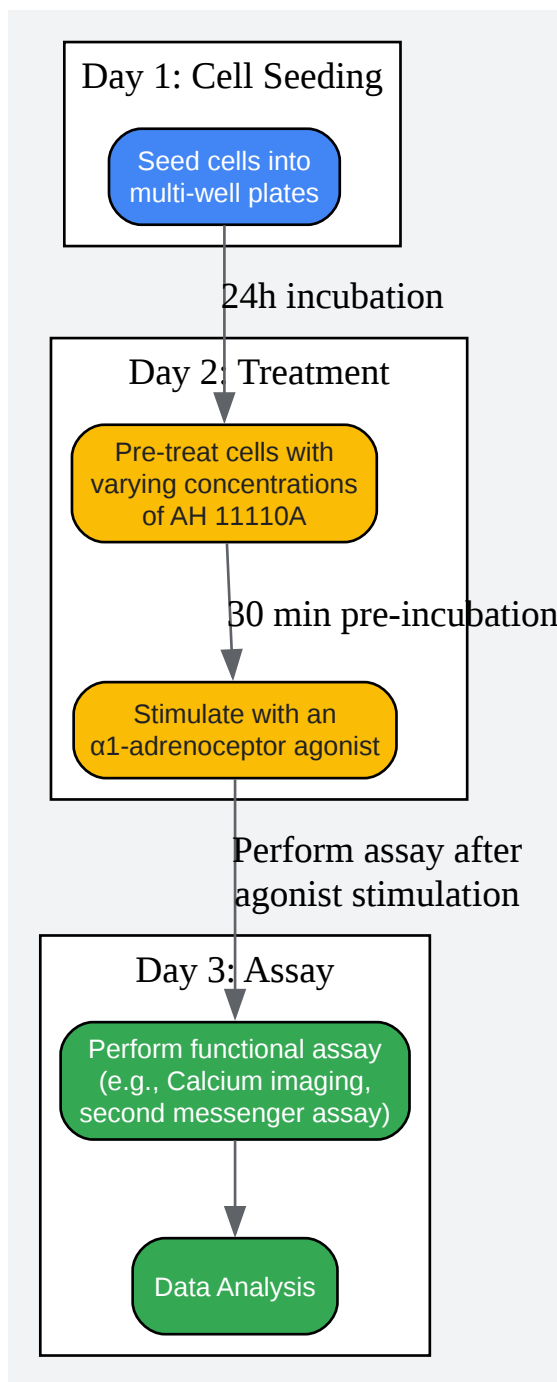 Day 1: Cell Seeding
Seed cells into
multi-well plates
24h incubation
Day 2: Treatment
Pre-treat cells with
varying concentrations
of AH 11110A
30 min pre-incubation
Stimulate with an
α1-adrenoceptor agonist
Perform assay after
agonist stimulation
Day 3: Assay
Perform functional assay
(e.g., Calcium imaging,
second messenger assay)
Data Analysis